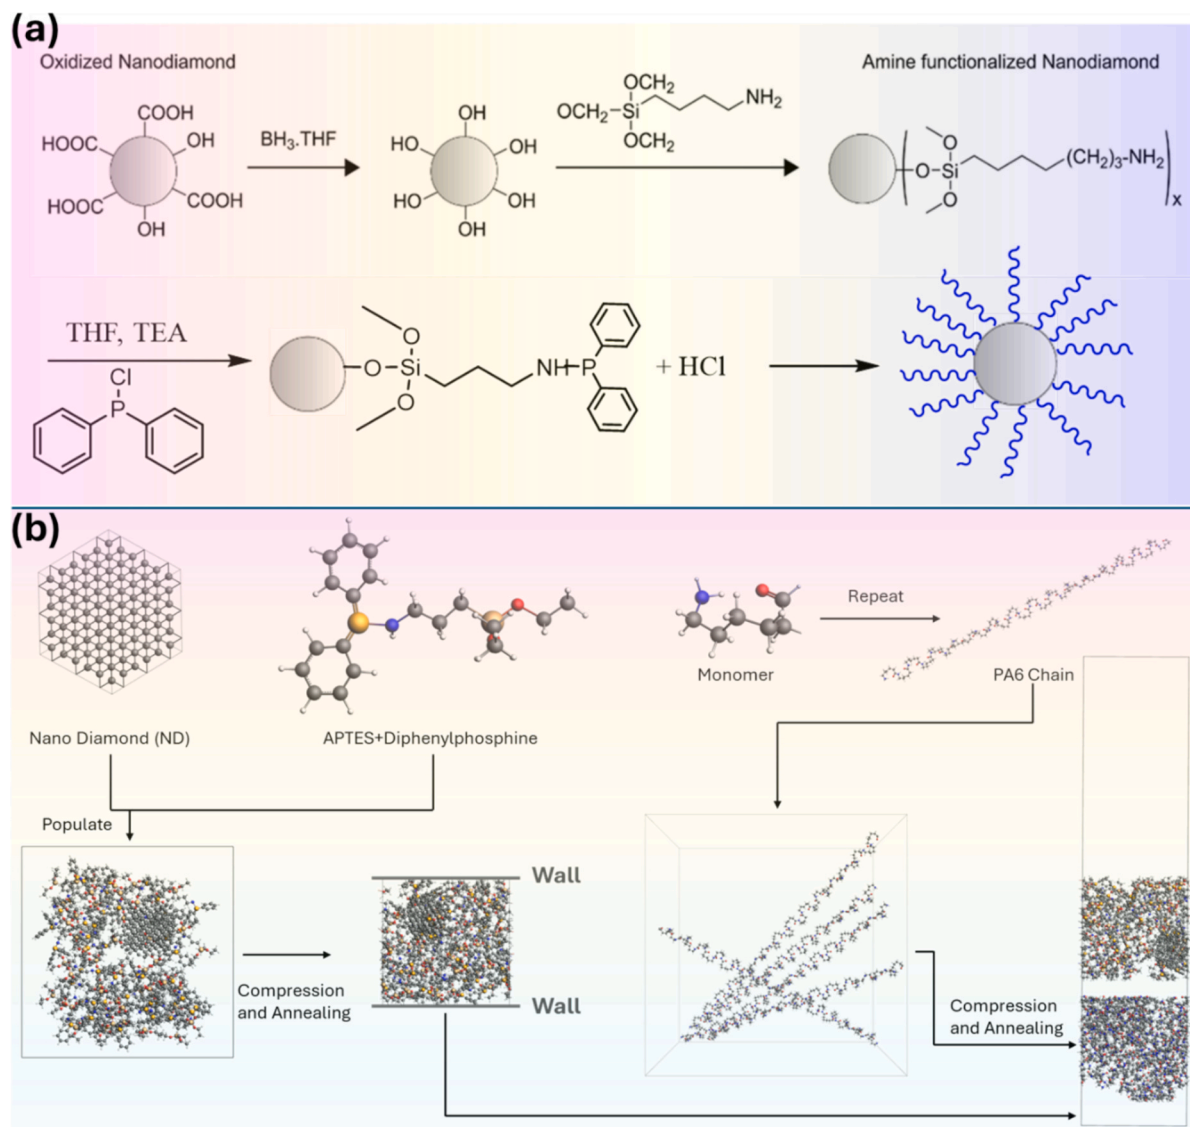 (a)
Oxidized Nanodiamond
Amine functionalized Nanodiamond
COOH
HOOC
OH
HOOC
COOH
OH
BH3.THF
OH
HO
OH
HO
OH
OH
OCH2
OCH2
Si
NH2
OCH2
O
O
Si
(CH2)3-NH2
O
x
THF, TEA
Cl
P
O
O
Si
NH
P
O
+ HCl
(b)
Repeat
Monomer
PA6 Chain
Nano Diamond (ND)
APTES+Diphenylphosphine
Populate
Wall
Compression
and Annealing
Wall
Compression
and Annealing